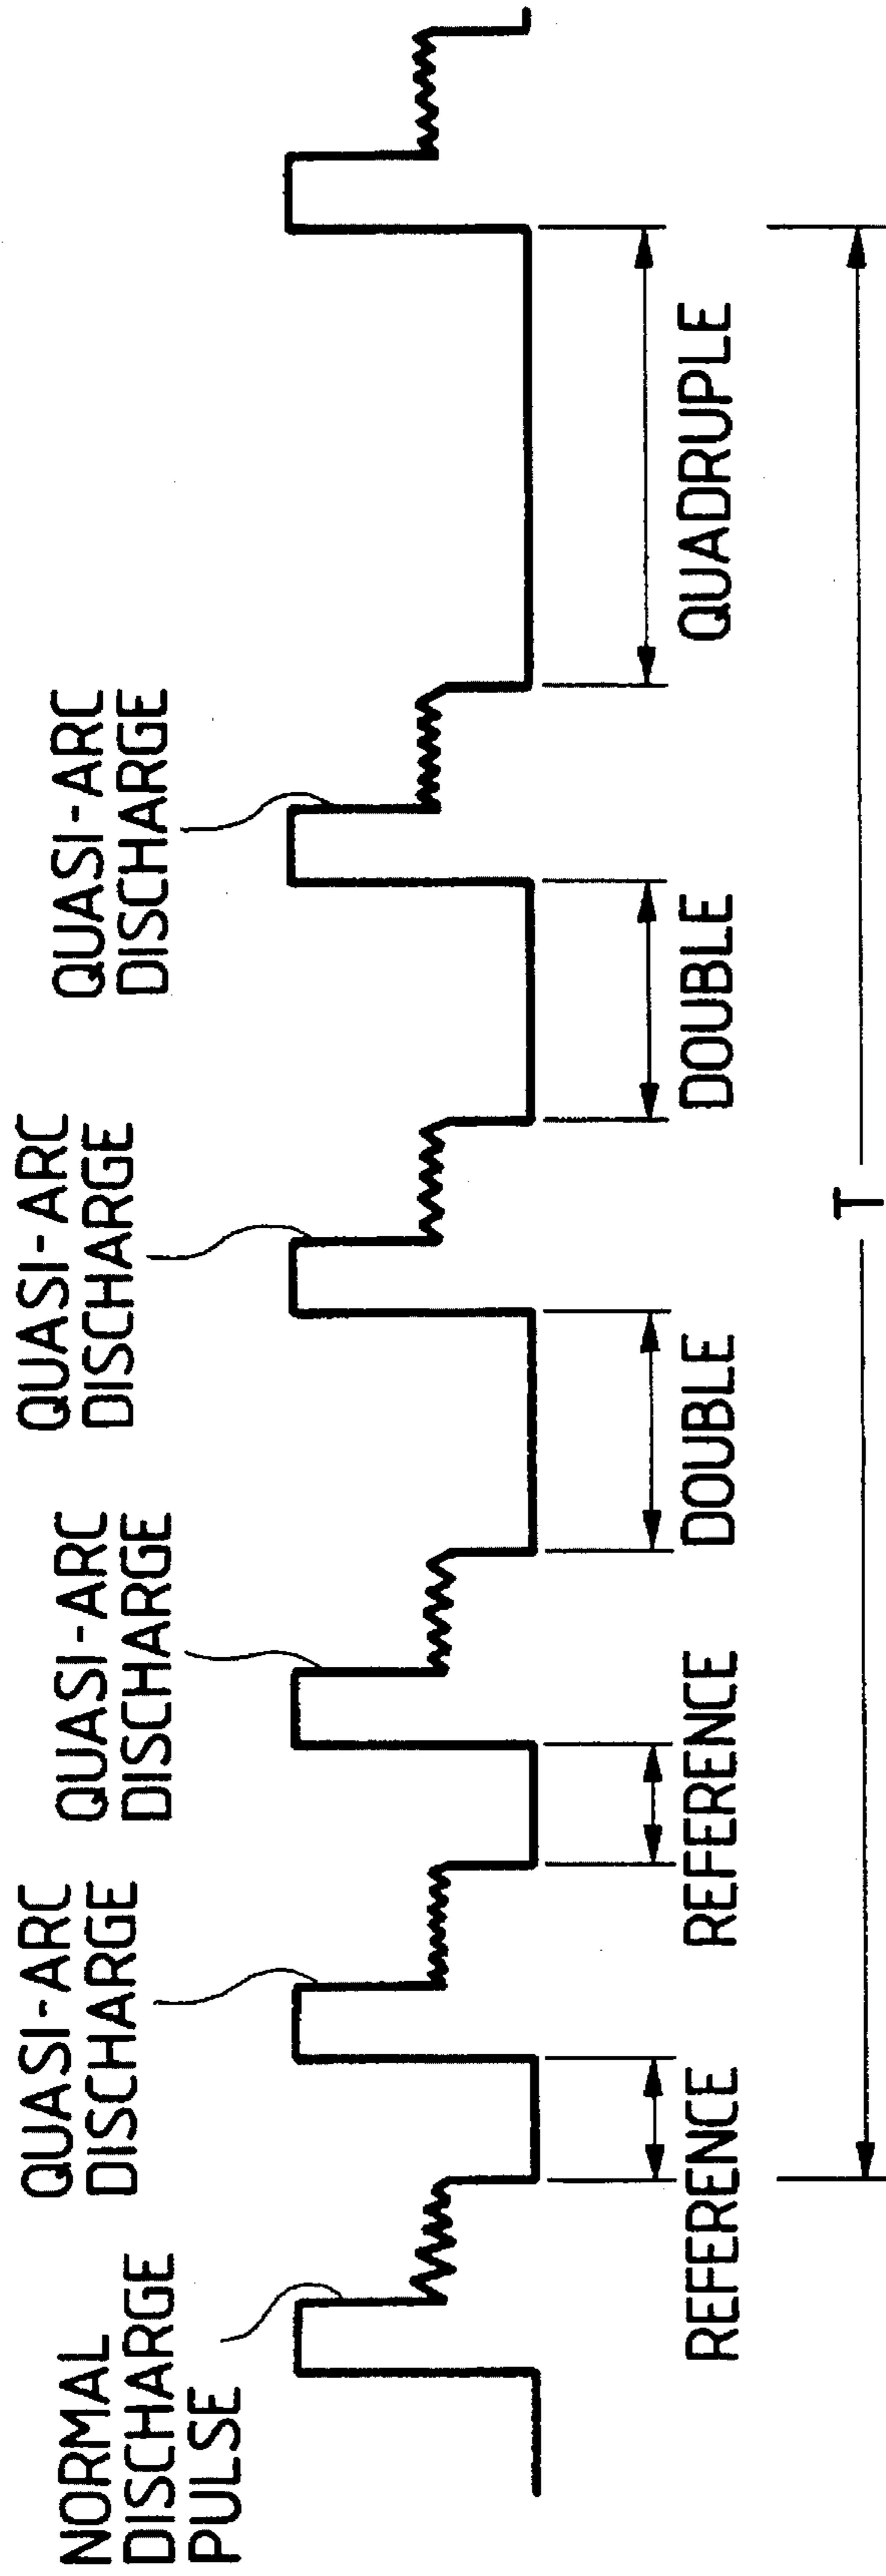 NORMAL
DISCHARGE
PULSE
QUASI-ARC
DISCHARGE
QUASI-ARC
DISCHARGE
QUASI-ARC
DISCHARGE
QUASI-ARC
DISCHARGE
REFERENCE
REFERENCE
DOUBLE
DOUBLE
QUADRUPLE
T